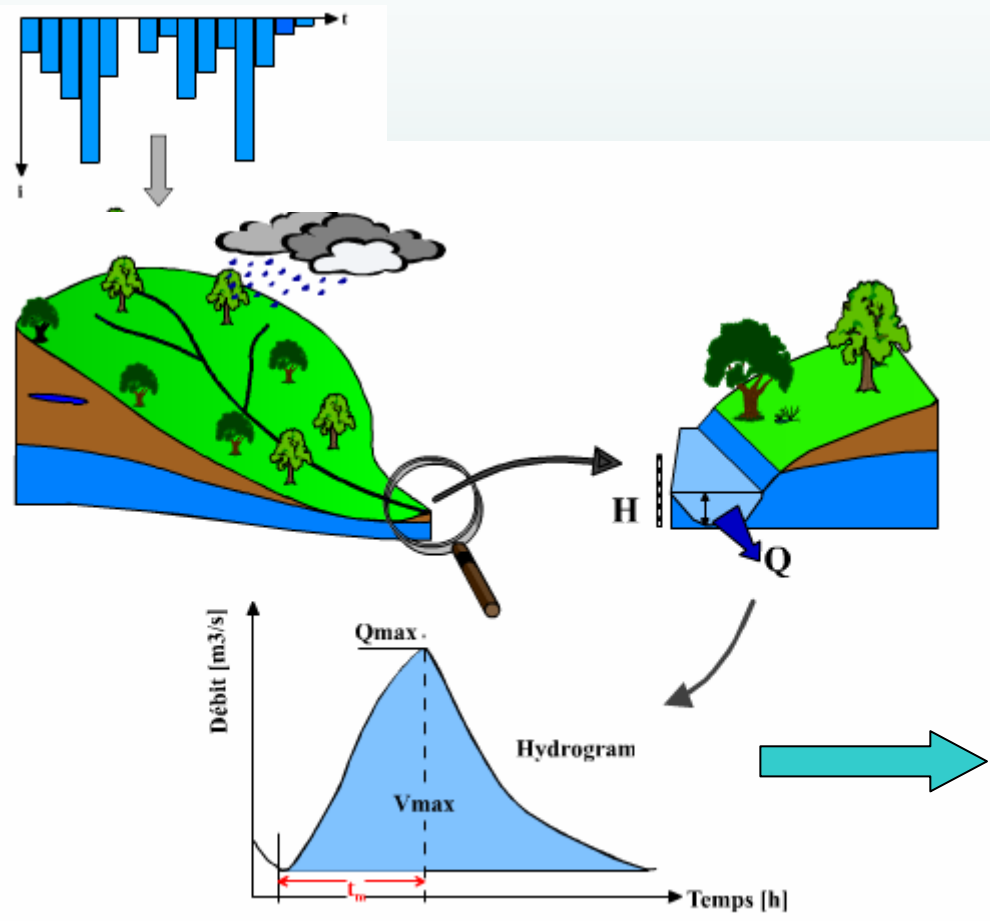 t
i
H
Q
Qmax
Débit [m3/s]
Hydrogram
Vmax
tm
Temps [h]